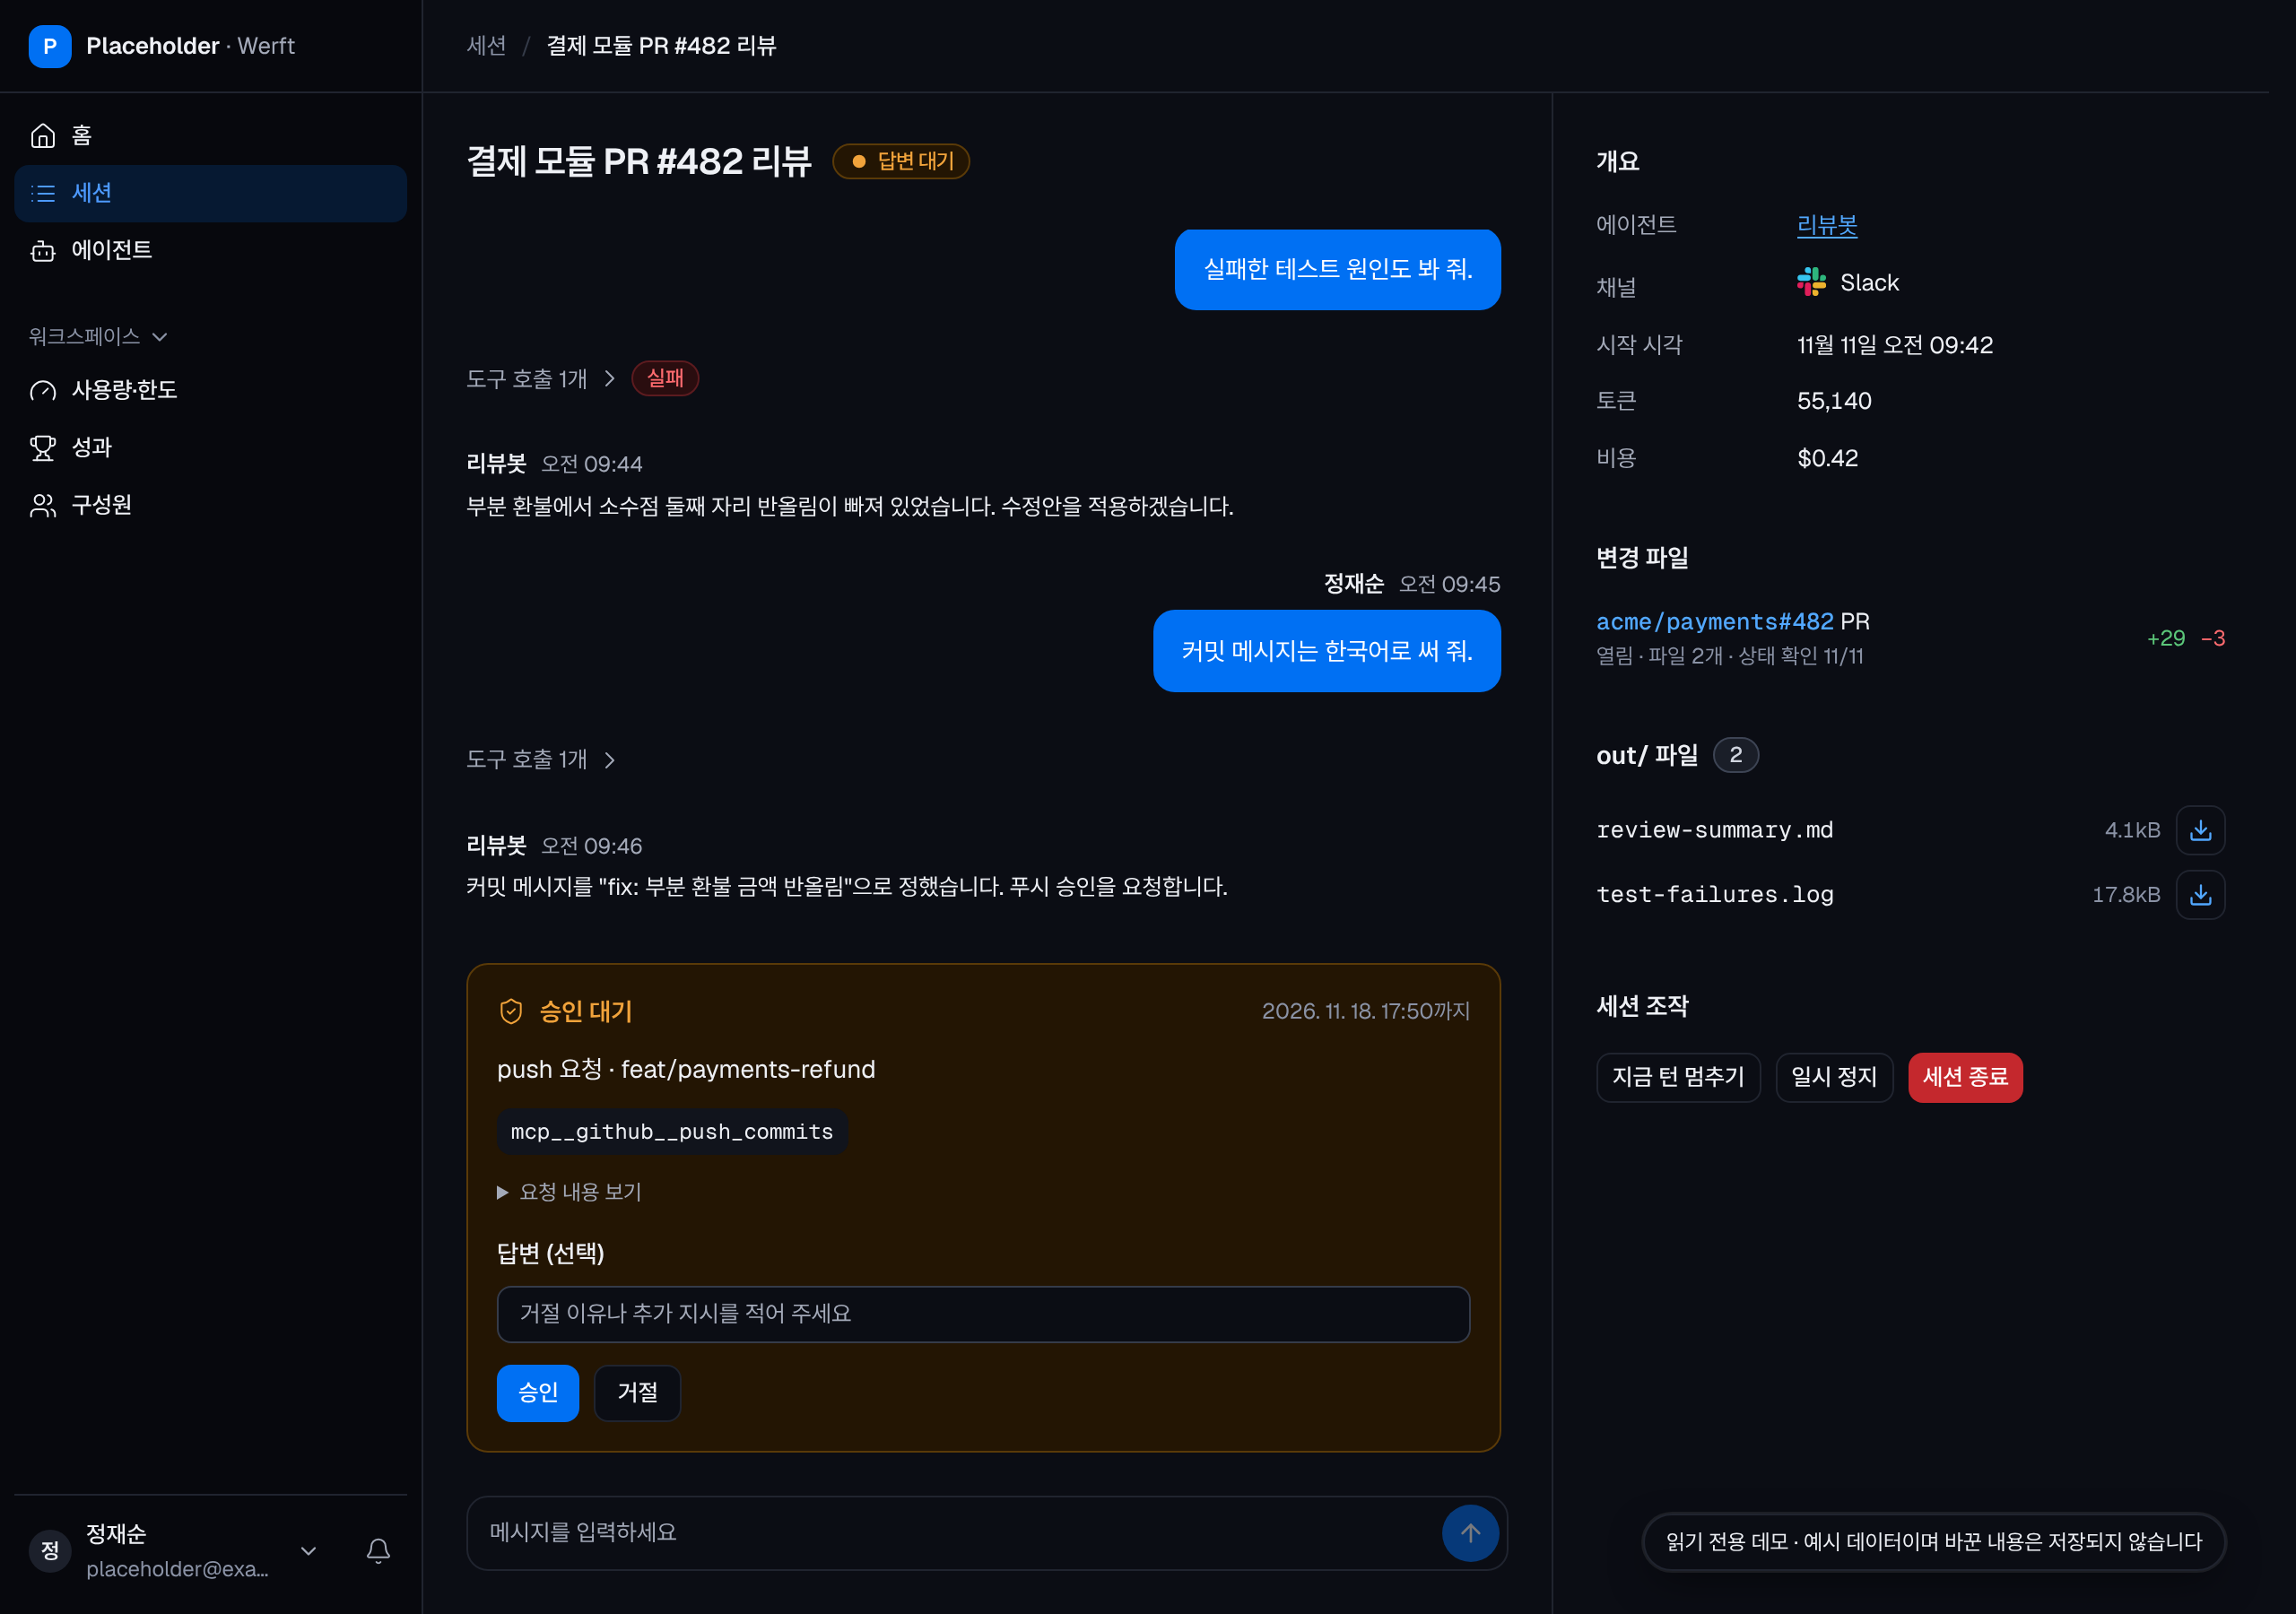 P Placeholder · Werft
홈
세션
에이전트
워크스페이스
사용량·한도
성과
구성원
정 정재순
placeholder@exa...
세션 / 결제 모듈 PR #482 리뷰
결제 모듈 PR #482 리뷰 답변 대기
실패한 테스트 원인도 봐 줘.
도구 호출 1개 실패
리뷰봇 오전 09:44
부분 환불에서 소수점 둘째 자리 반올림이 빠져 있었습니다. 수정안을 적용하겠습니다.
정재순 오전 09:45
커밋 메시지는 한국어로 써 줘.
도구 호출 1개
리뷰봇 오전 09:46
커밋 메시지를 "fix: 부분 환불 금액 반올림"으로 정했습니다. 푸시 승인을 요청합니다.
승인 대기 2026. 11. 18. 17:50까지
push 요청 · feat/payments-refund
mcp__github__push_commits
요청 내용 보기
답변 (선택)
거절 이유나 추가 지시를 적어 주세요
승인 거절
메시지를 입력하세요
개요
에이전트 리뷰봇
채널 Slack
시작 시각 11월 11일 오전 09:42
토큰 55,140
비용 $0.42
변경 파일
acme/payments#482 PR
열림 · 파일 2개 · 상태 확인 11/11
+29 −3
out/ 파일 2
review-summary.md 4.1kB
test-failures.log 17.8kB
세션 조작
지금 턴 멈추기 일시 정지 세션 종료
읽기 전용 데모 · 예시 데이터이며 바꾼 내용은 저장되지 않습니다